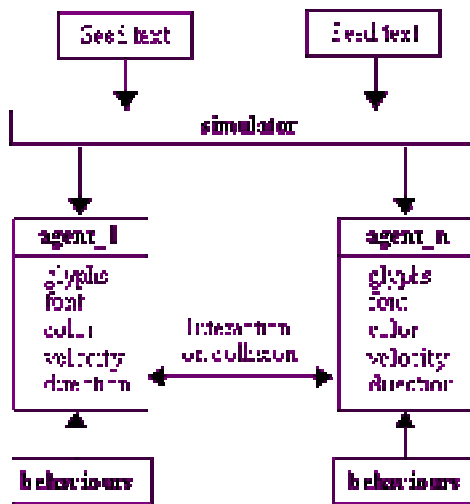 Seed text
Seed text
simulator
agent_1
agent_n
glyphs
font
color
velocity
direction
glyphs
font
color
velocity
direction
Interaction
on collision
behaviours
behaviours